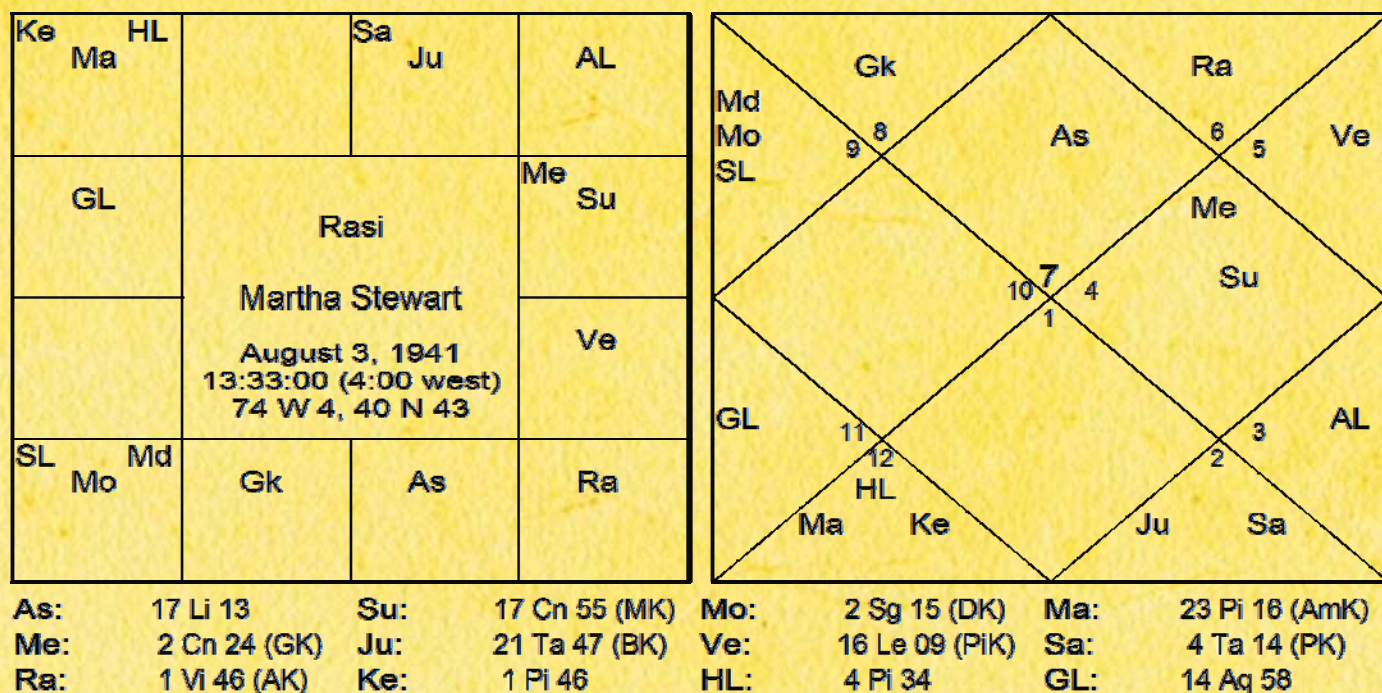 Ke HL
Ma
Sa
Ju
AL
GL
Me
Su
Rasi
Martha Stewart
August 3, 1941
13:33:00 (4:00 west)
74 W 4, 40 N 43
Ve
SL Md
Mo
Gk
As
Ra
Gk
Ra
Md
Mo
SL
8
9
As
6
5
Ve
Me
Su
7
10 4
1
GL
11
12
HL
Ma Ke
3
2
AL
Ju Sa
As: 17 Li 13 Su: 17 Cn 55 (MK) Mo: 2 Sg 15 (DK) Ma: 23 Pi 16 (AmK)
Me: 2 Cn 24 (GK) Ju: 21 Ta 47 (BK) Ve: 16 Le 09 (PiK) Sa: 4 Ta 14 (PK)
Ra: 1 Vi 46 (AK) Ke: 1 Pi 46 HL: 4 Pi 34 GL: 14 Aq 58